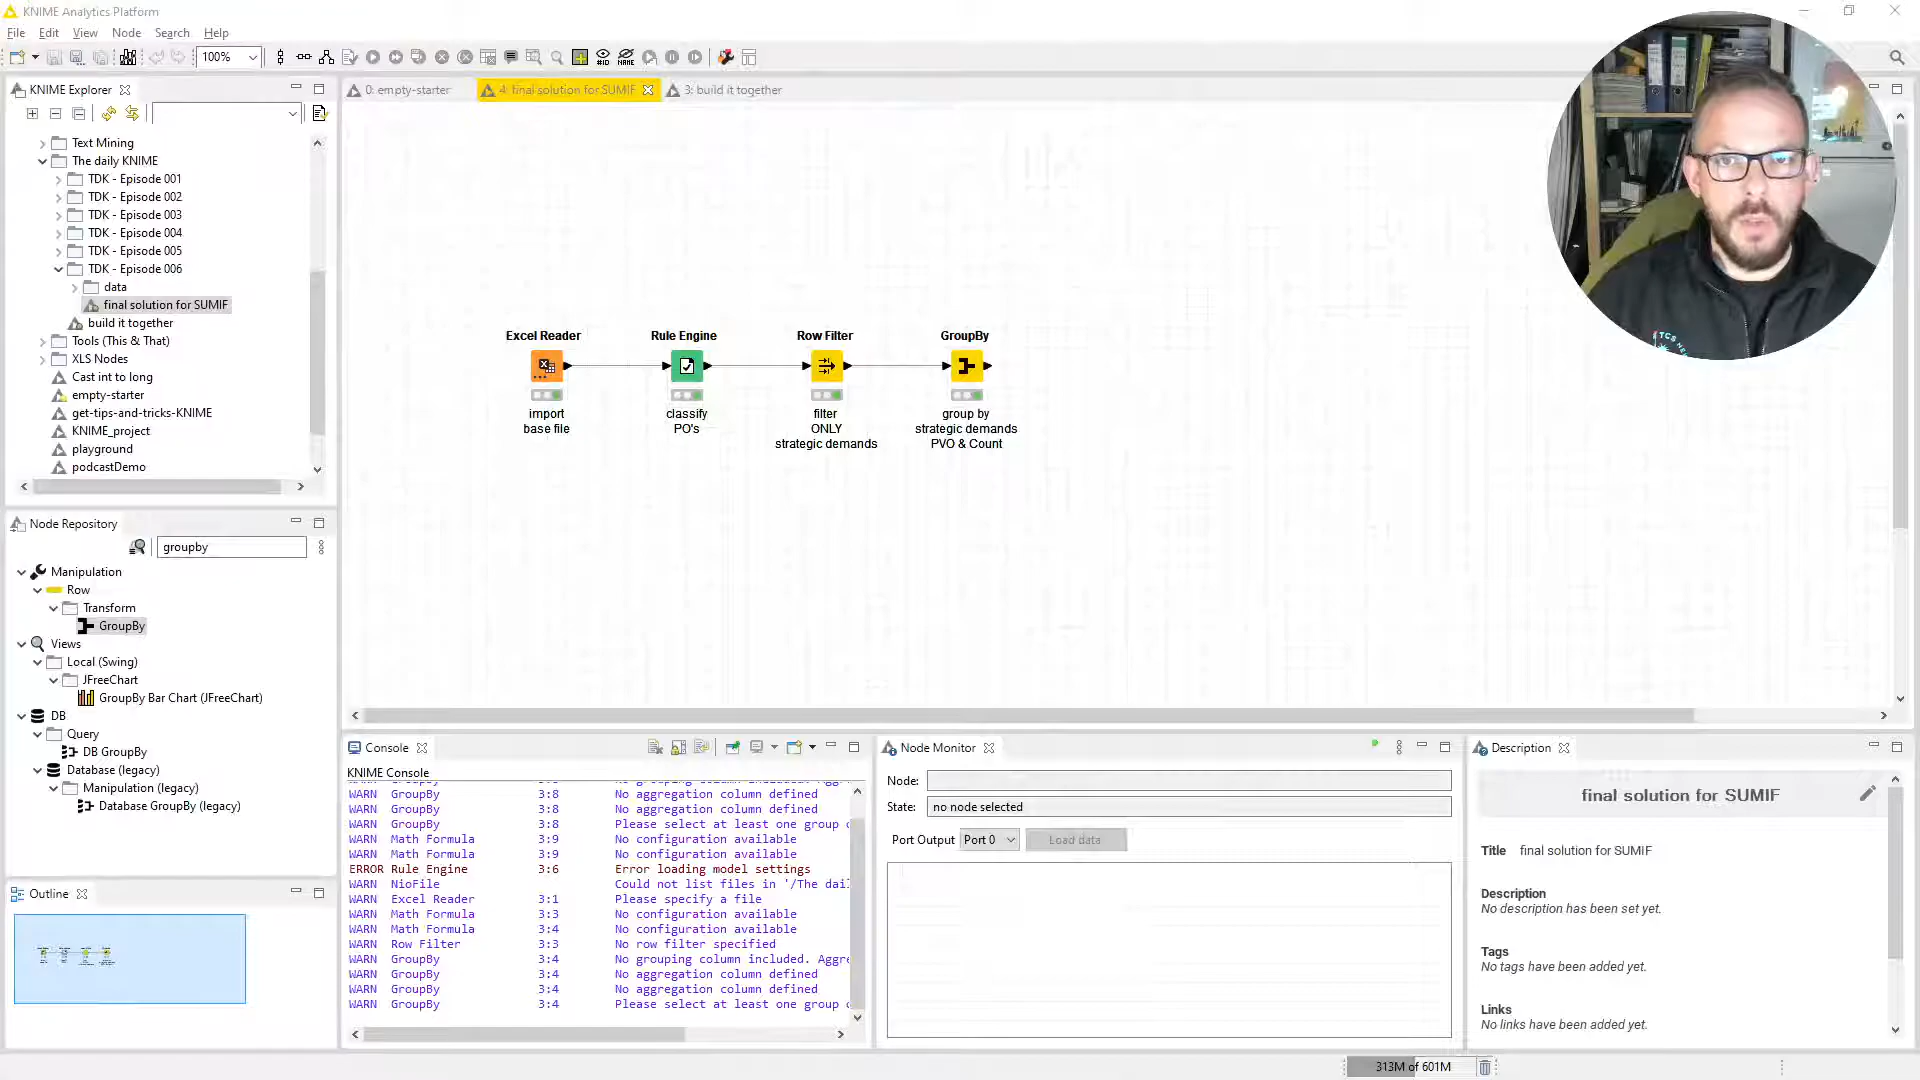 KNIME Analytics Platform
File Edit View Node Search Help
100%
KNIME Explorer
Text Mining
The daily KNIME
TDK - Episode 001
TDK - Episode 002
TDK - Episode 003
TDK - Episode 004
TDK - Episode 005
TDK - Episode 006
data
final solution for SUMIF
build it together
Tools (This & That)
XLS Nodes
Cast int to long
empty-starter
get-tips-and-tricks-KNIME
KNIME_project
playground
podcastDemo
Node Repository
groupby
Manipulation
Row
Transform
GroupBy
Views
Local (Swing)
JFreeChart
GroupBy Bar Chart (JFreeChart)
DB
Query
DB GroupBy
Database (legacy)
Manipulation (legacy)
Database GroupBy (legacy)
Outline
0: empty-starter
4: final solution for SUMIF
3: build it together
Excel Reader
import
base file
Rule Engine
classify
PO's
Row Filter
filter
ONLY
strategic demands
GroupBy
group by
strategic demands
PVO & Count
Console
KNIME Console
WARN GroupBy 3:8 No grouping column included. Aggr
WARN GroupBy 3:8 No aggregation column defined
WARN GroupBy 3:8 No aggregation column defined
WARN GroupBy 3:8 Please select at least one group c
WARN Math Formula 3:9 No configuration available
WARN Math Formula 3:9 No configuration available
ERROR Rule Engine 3:6 Error loading model settings
WARN NioFile Could not list files in '/The dail
WARN Excel Reader 3:1 Please specify a file
WARN Math Formula 3:3 No configuration available
WARN Math Formula 3:4 No configuration available
WARN Row Filter 3:3 No row filter specified
WARN GroupBy 3:4 No grouping column included. Aggre
WARN GroupBy 3:4 No aggregation column defined
WARN GroupBy 3:4 No aggregation column defined
WARN GroupBy 3:4 Please select at least one group c
Node Monitor
Node:
State: no node selected
Port Output Port 0 Load data
Description
final solution for SUMIF
Title final solution for SUMIF
Description
No description has been set yet.
Tags
No tags have been added yet.
Links
No links have been added yet.
313M of 601M